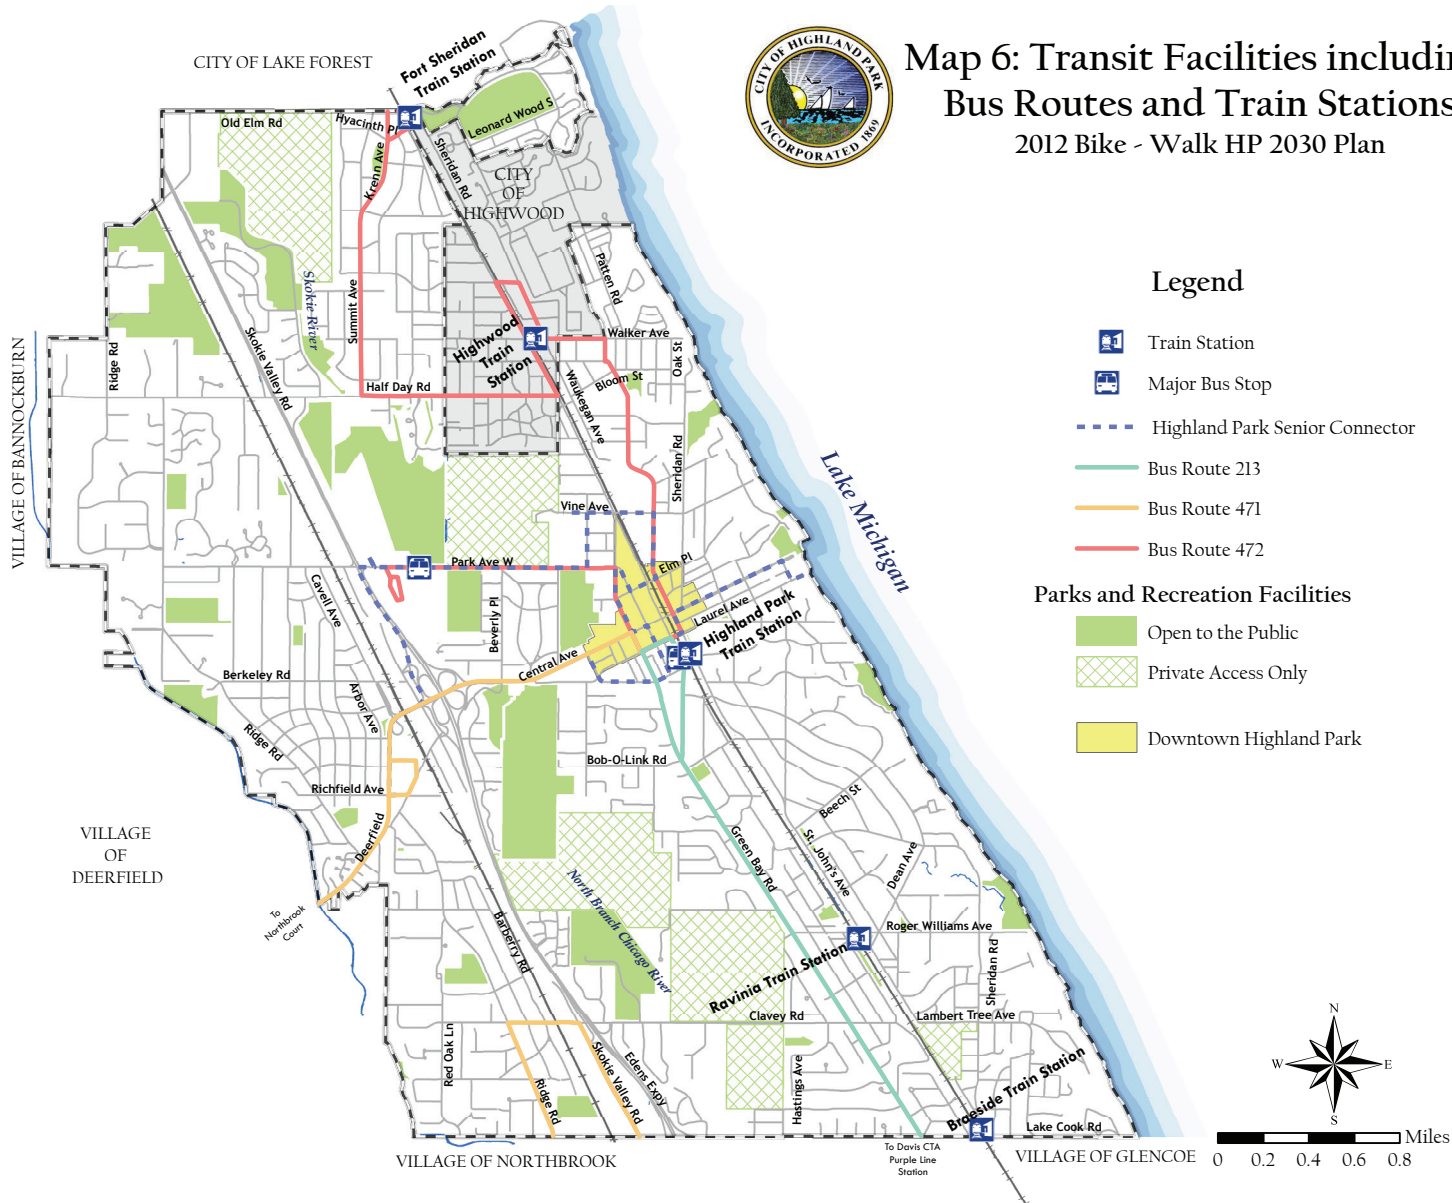 Map 6: Transit Facilities includi
Bus Routes and Train Stations
2012 Bike - Walk HP 2030 Plan
CITY OF HIGHLAND PARK
INCORPORATED 1869
Legend
Train Station
Major Bus Stop
Highland Park Senior Connector
Bus Route 213
Bus Route 471
Bus Route 472
Parks and Recreation Facilities
Open to the Public
Private Access Only
Downtown Highland Park
CITY OF LAKE FOREST
Fort Sheridan
Train Station
Old Elm Rd
Hyacinth Pl
Leonard Wood S
Krenn Ave
Sheridan Rd
CITY
OF
HIGHWOOD
Patten Rd
Skokie River
Summit Ave
Skokie Valley Rd
Ridge Rd
VILLAGE OF BANNOCKBURN
Highwood
Train
Station
Walker Ave
Oak St
Bloom St
Half Day Rd
Waukegan Ave
Sheridan Rd
Lake Michigan
Vine Ave
Park Ave W
Elm Pl
Laurel Ave
Highland Park
Train Station
Cavell Ave
Beverly Pl
Central Ave
Berkeley Rd
Arbor Ave
Ridge Rd
Bob-O-Link Rd
Richfield Ave
Deerfield
Beech St
St. John's Ave
Dean Ave
Green Bay Rd
VILLAGE
OF
DEERFIELD
To
Northbrook
Court
North Branch Chicago River
Barberry Rd
Roger Williams Ave
Ravinia Train Station
Sheridan Rd
Clavey Rd
Lambert Tree Ave
Red Oak Ln
Ridge Rd
Skokie Valley Rd
Edens Expy
Hastings Ave
Braeside Train Station
Lake Cook Rd
To Davis CTA
Purple Line
Station
VILLAGE OF NORTHBROOK
VILLAGE OF GLENCOE
N
W
E
S
Miles
0 0.2 0.4 0.6 0.8